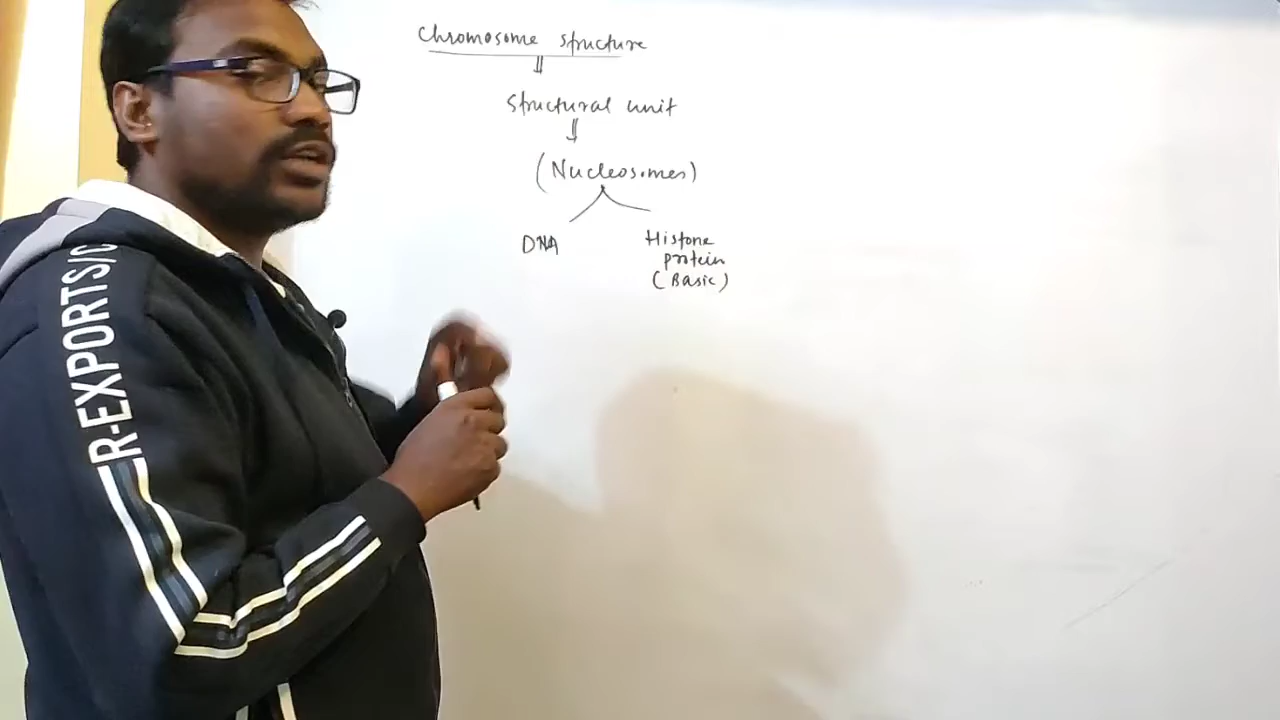 Chromosome structure
Structural unit
(Nucleosomes)
DNA
Histone
protein
(Basic)
R-EXPORTS/C